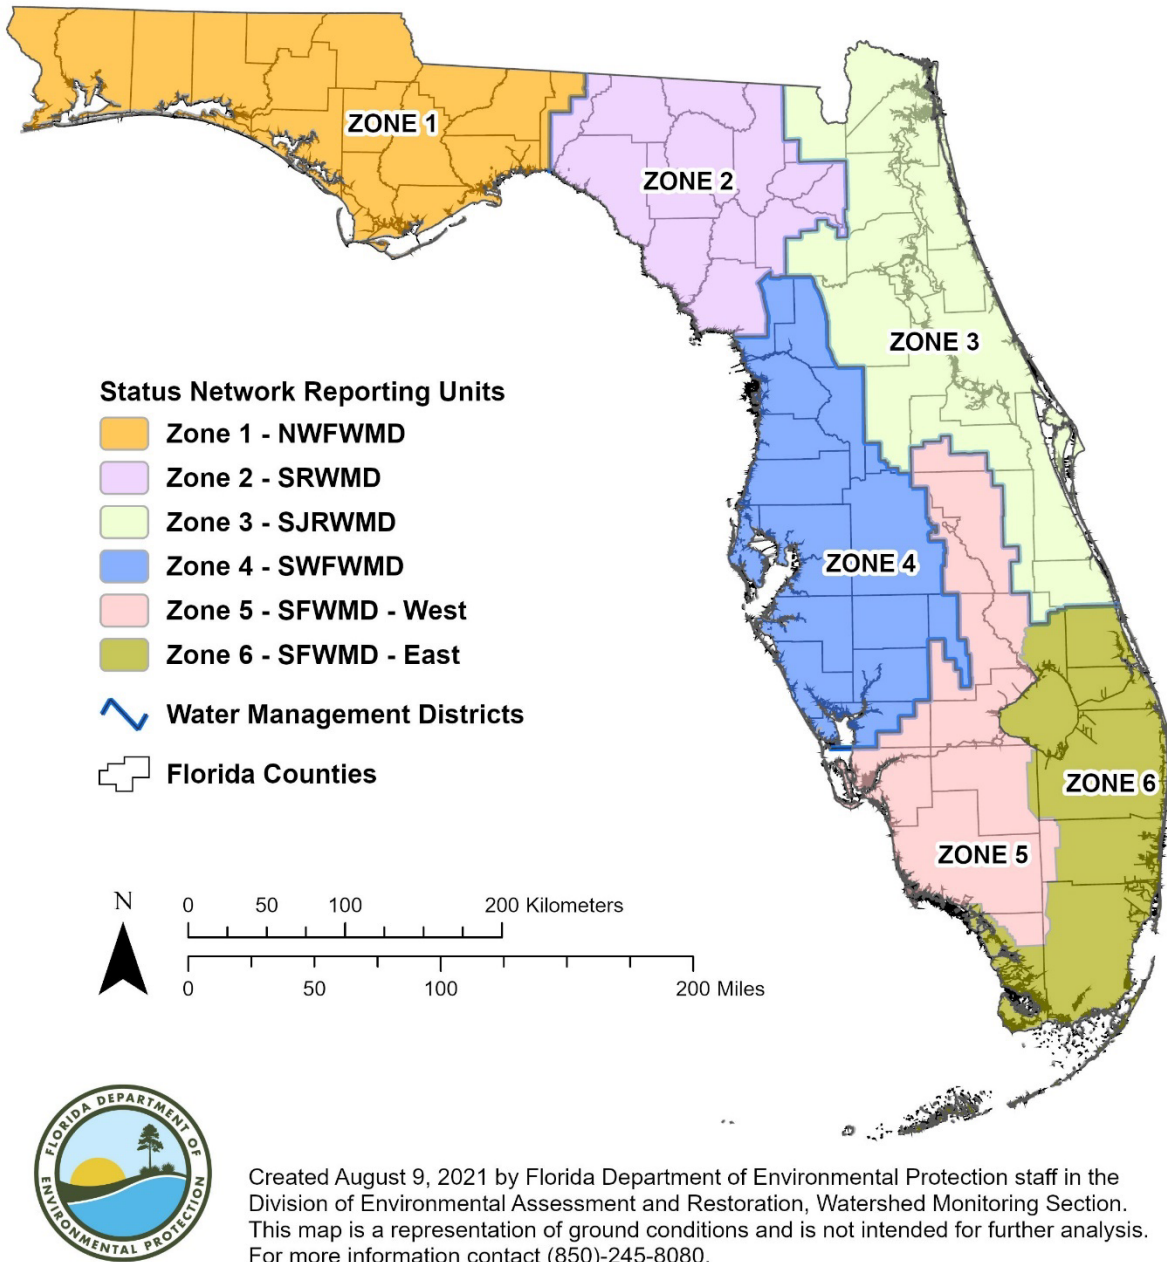 ZONE 1
ZONE 2
ZONE 3
Status Network Reporting Units
Zone 1 - NWFWMD
Zone 2 - SRWMD
Zone 3 - SJRWMD
Zone 4 - SWFWMD
Zone 5 - SFWMD - West
Zone 6 - SFWMD - East
Water Management Districts
Florida Counties
ZONE 4
ZONE 6
ZONE 5
N
0 50 100 200 Kilometers
0 50 100 200 Miles
FLORIDA DEPARTMENT OF
ENVIRONMENTAL PROTECTION
Created August 9, 2021 by Florida Department of Environmental Protection staff in the
Division of Environmental Assessment and Restoration, Watershed Monitoring Section.
This map is a representation of ground conditions and is not intended for further analysis.
For more information contact (850)-245-8080.